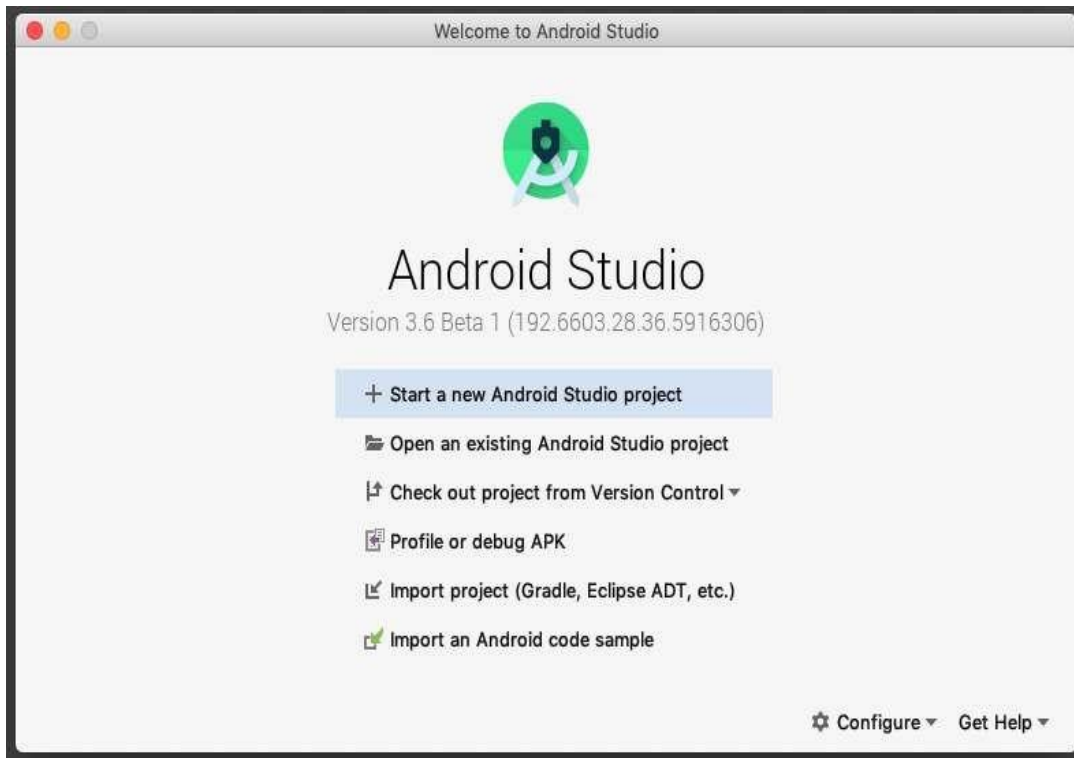 Welcome to Android Studio
Android Studio
Version 3.6 Beta 1 (192.6603.28.36.5916306)
Start a new Android Studio project
Open an existing Android Studio project
Check out project from Version Control
Profile or debug APK
Import project (Gradle, Eclipse ADT, etc.)
Import an Android code sample
Configure Get Help